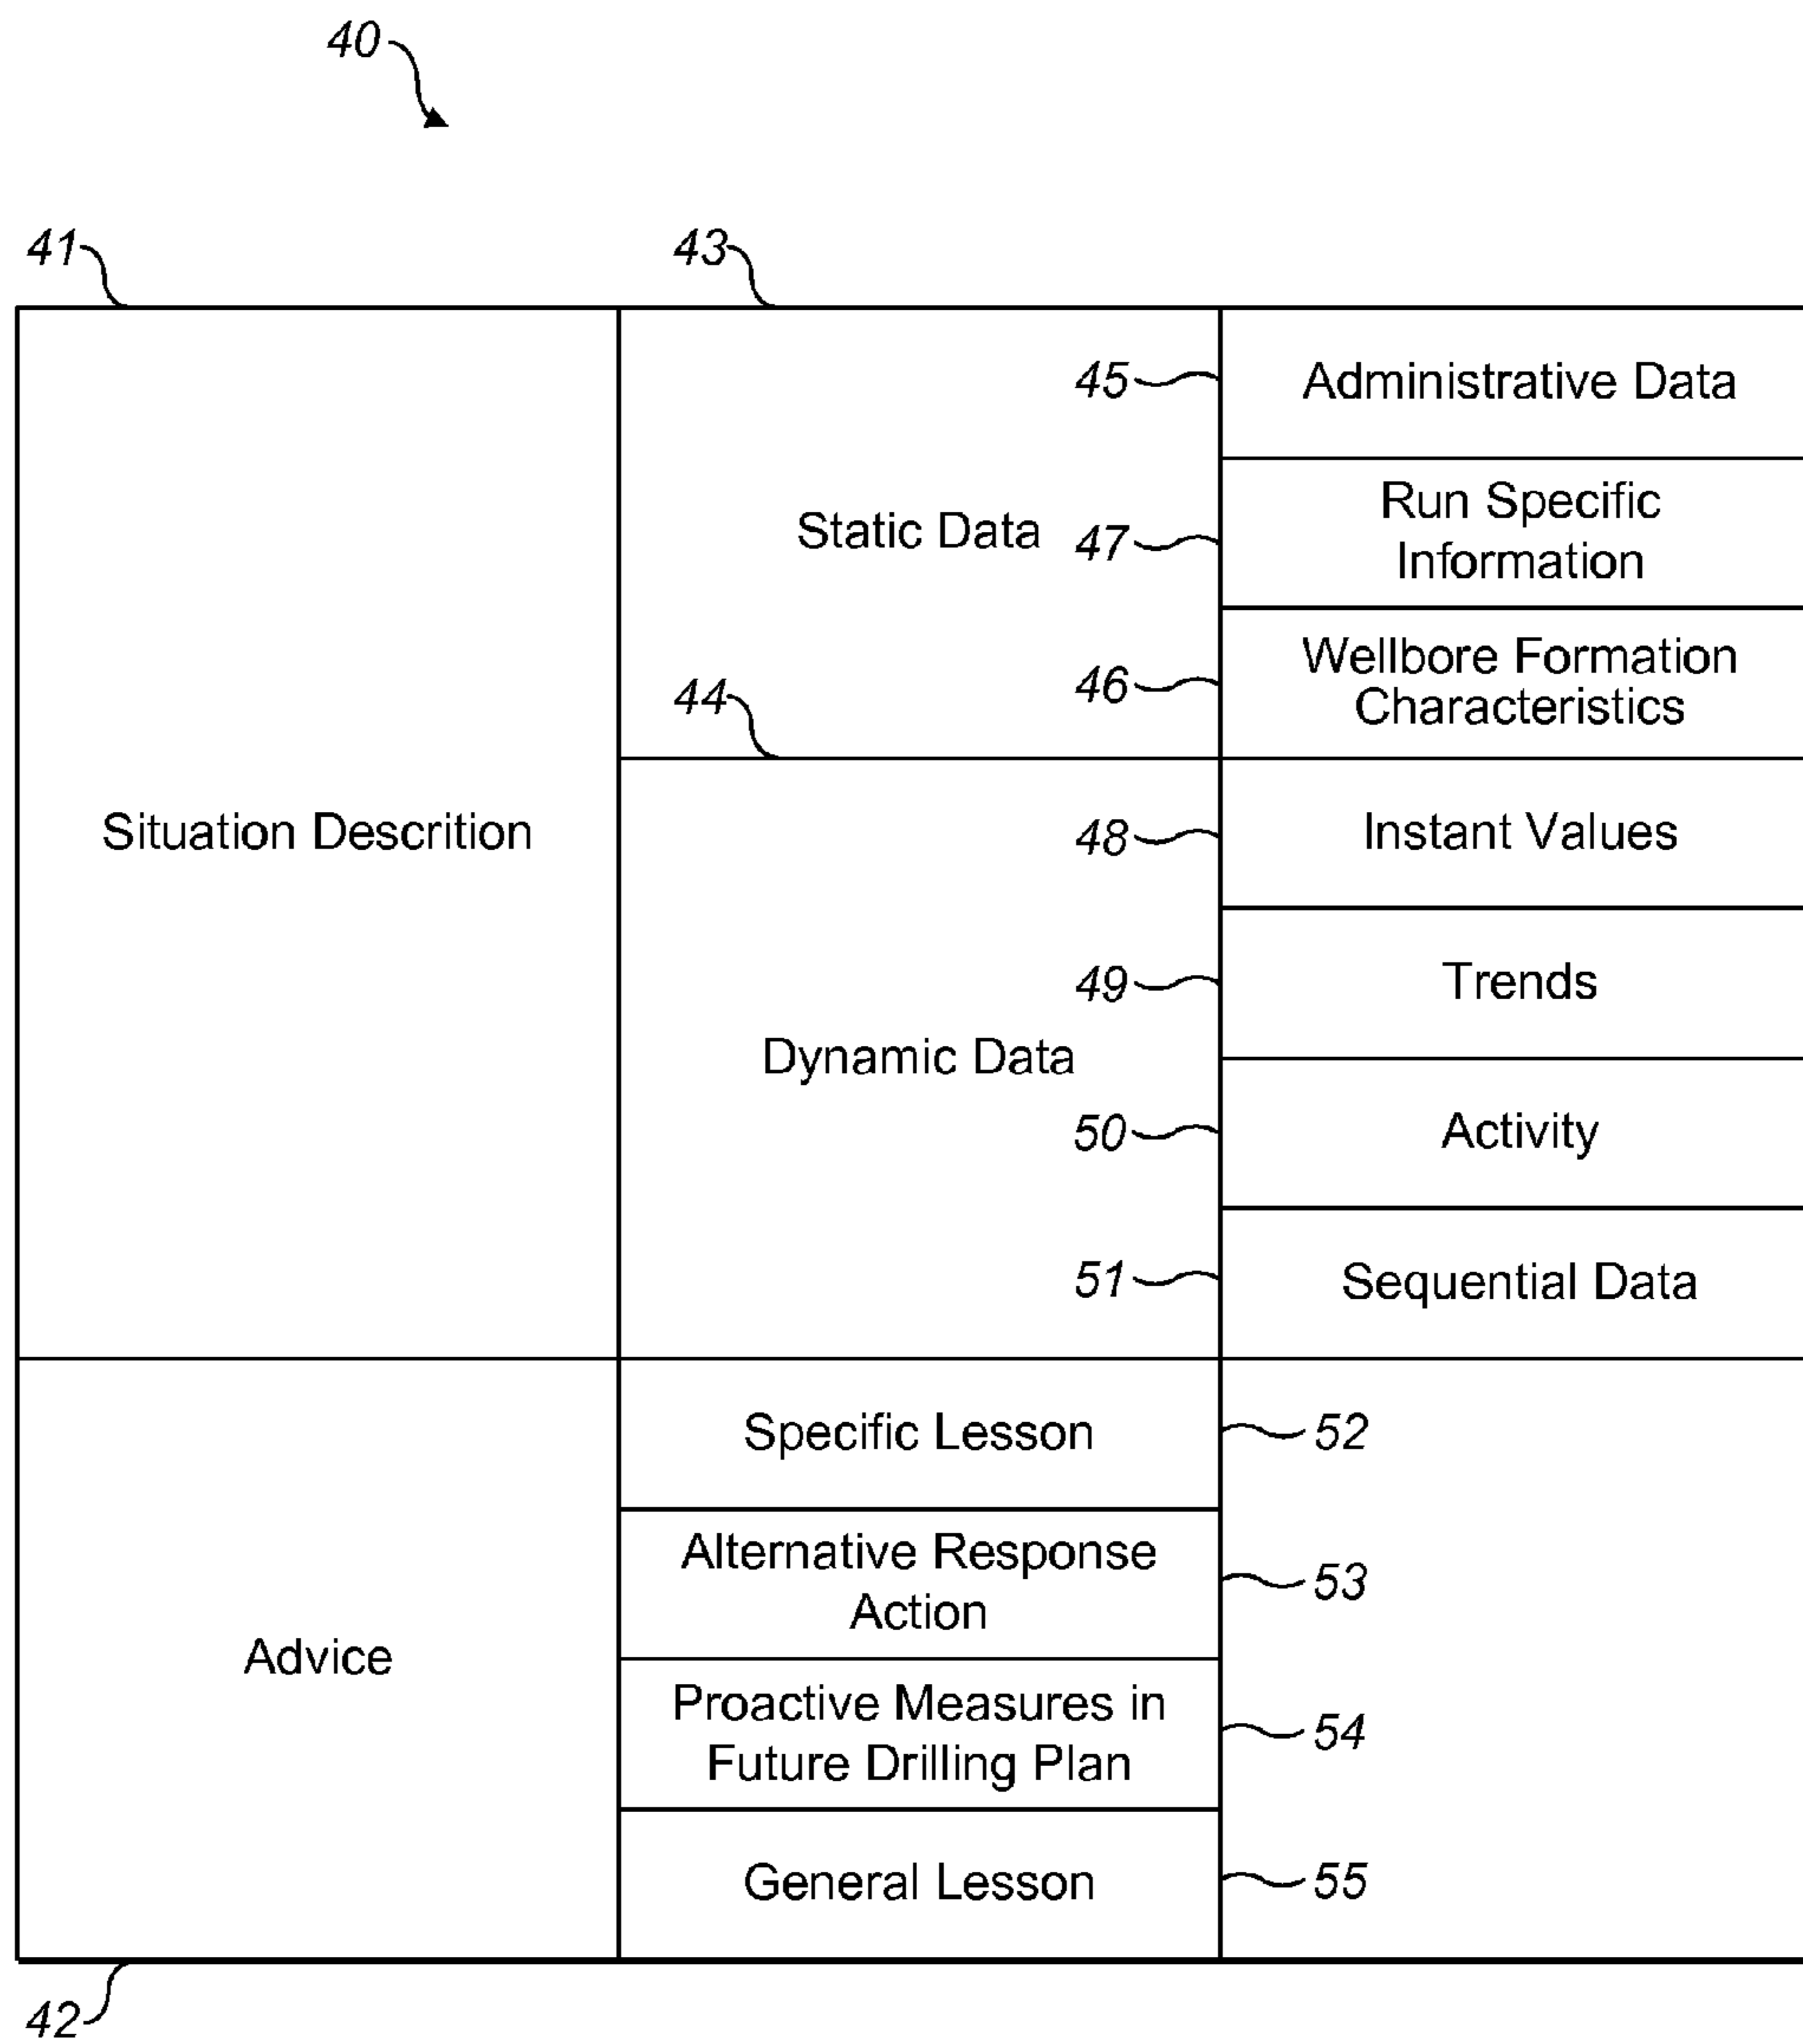 40
41
43
45
Administrative Data
Static Data
47
Run Specific
Information
46
Wellbore Formation
Characteristics
44
Situation Descrition
48
Instant Values
49
Trends
Dynamic Data
50
Activity
51
Sequential Data
Specific Lesson
52
Alternative Response
Action
53
Advice
Proactive Measures in
Future Drilling Plan
54
General Lesson
55
42